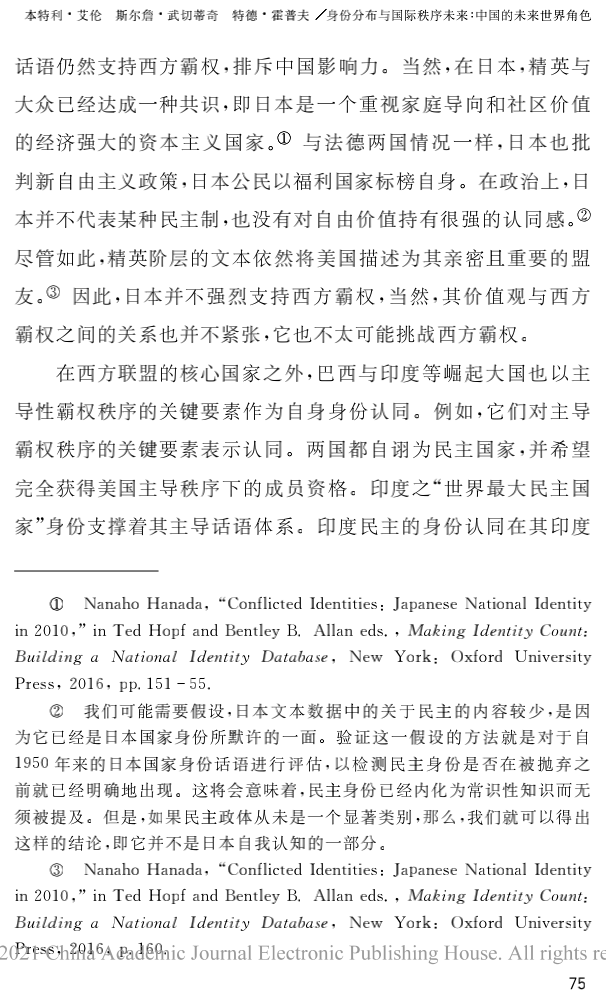 本特利·艾伦 斯尔詹·武切蒂奇 特德·霍普夫／身份分布与国际秩序未来:中国的未来世界角色
话语仍然支持西方霸权,排斥中国影响力。当然,在日本,精英与
大众已经达成一种共识,即日本是一个重视家庭导向和社区价值
的经济强大的资本主义国家。① 与法德两国情况一样,日本也批
判新自由主义政策,日本公民以福利国家标榜自身。在政治上,日
本并不代表某种民主制,也没有对自由价值持有很强的认同感。②
尽管如此,精英阶层的文本依然将美国描述为其亲密且重要的盟
友。③ 因此,日本并不强烈支持西方霸权,当然,其价值观与西方
霸权之间的关系也并不紧张,它也不太可能挑战西方霸权。
在西方联盟的核心国家之外,巴西与印度等崛起大国也以主
导性霸权秩序的关键要素作为自身身份认同。例如,它们对主导
霸权秩序的关键要素表示认同。两国都自诩为民主国家,并希望
完全获得美国主导秩序下的成员资格。印度之“世界最大民主国
家”身份支撑着其主导话语体系。印度民主的身份认同在其印度
① Nanaho Hanada, “Conflicted Identities: Japanese National Identity
in 2010,” in Ted Hopf and Bentley B. Allan eds., Making Identity Count:
Building a National Identity Database, New York: Oxford University
Press, 2016, pp. 151－55.
② 我们可能需要假设,日本文本数据中的关于民主的内容较少,是因
为它已经是日本国家身份所默许的一面。验证这一假设的方法就是对于自
1950 年来的日本国家身份话语进行评估,以检测民主身份是否在被抛弃之
前就已经明确地出现。这将会意味着,民主身份已经内化为常识性知识而无
须被提及。但是,如果民主政体从未是一个显著类别,那么,我们就可以得出
这样的结论,即它并不是日本自我认知的一部分。
③ Nanaho Hanada, “Conflicted Identities: Japanese National Identity
in 2010,” in Ted Hopf and Bentley B. Allan eds., Making Identity Count:
Building a National Identity Database, New York: Oxford University
Press, 2016, p. 160.
2021 China Academic Journal Electronic Publishing House. All rights re
75